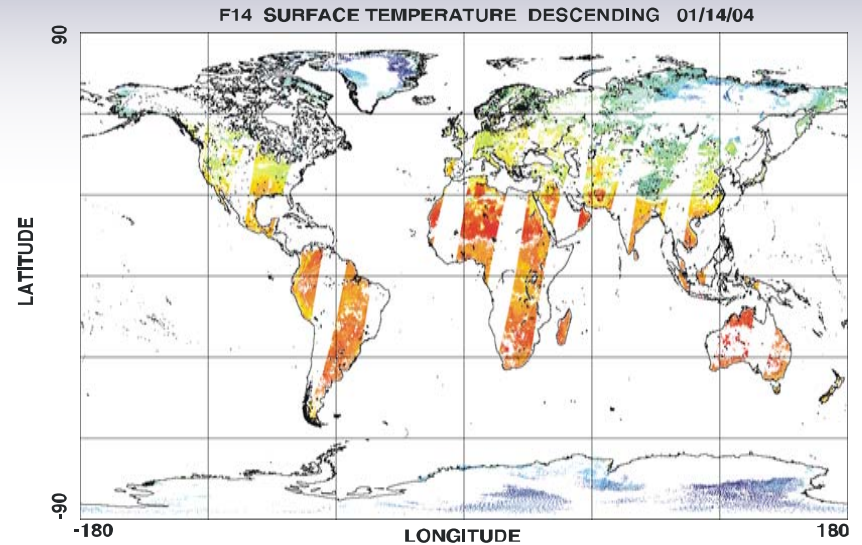 F14 SURFACE TEMPERATURE DESCENDING 01/14/04
90
LATITUDE
-90
-180
LONGITUDE
180